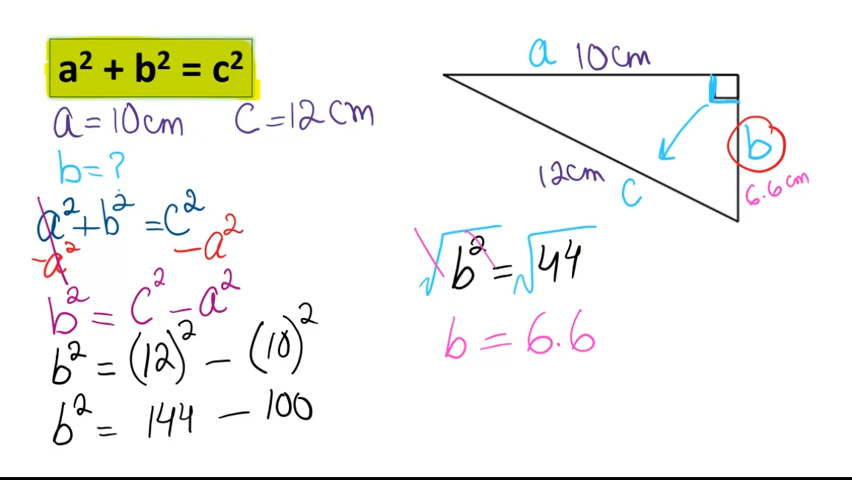 a² + b² = c²
a = 10cm C = 12cm
b = ?
a² + b² = C²
-a² -a²
b² = C² - a²
b² = (12)² - (10)²
b² = 144 - 100
a 10cm
b
12cm
6.6cm
C
√b² = √44
b = 6.6